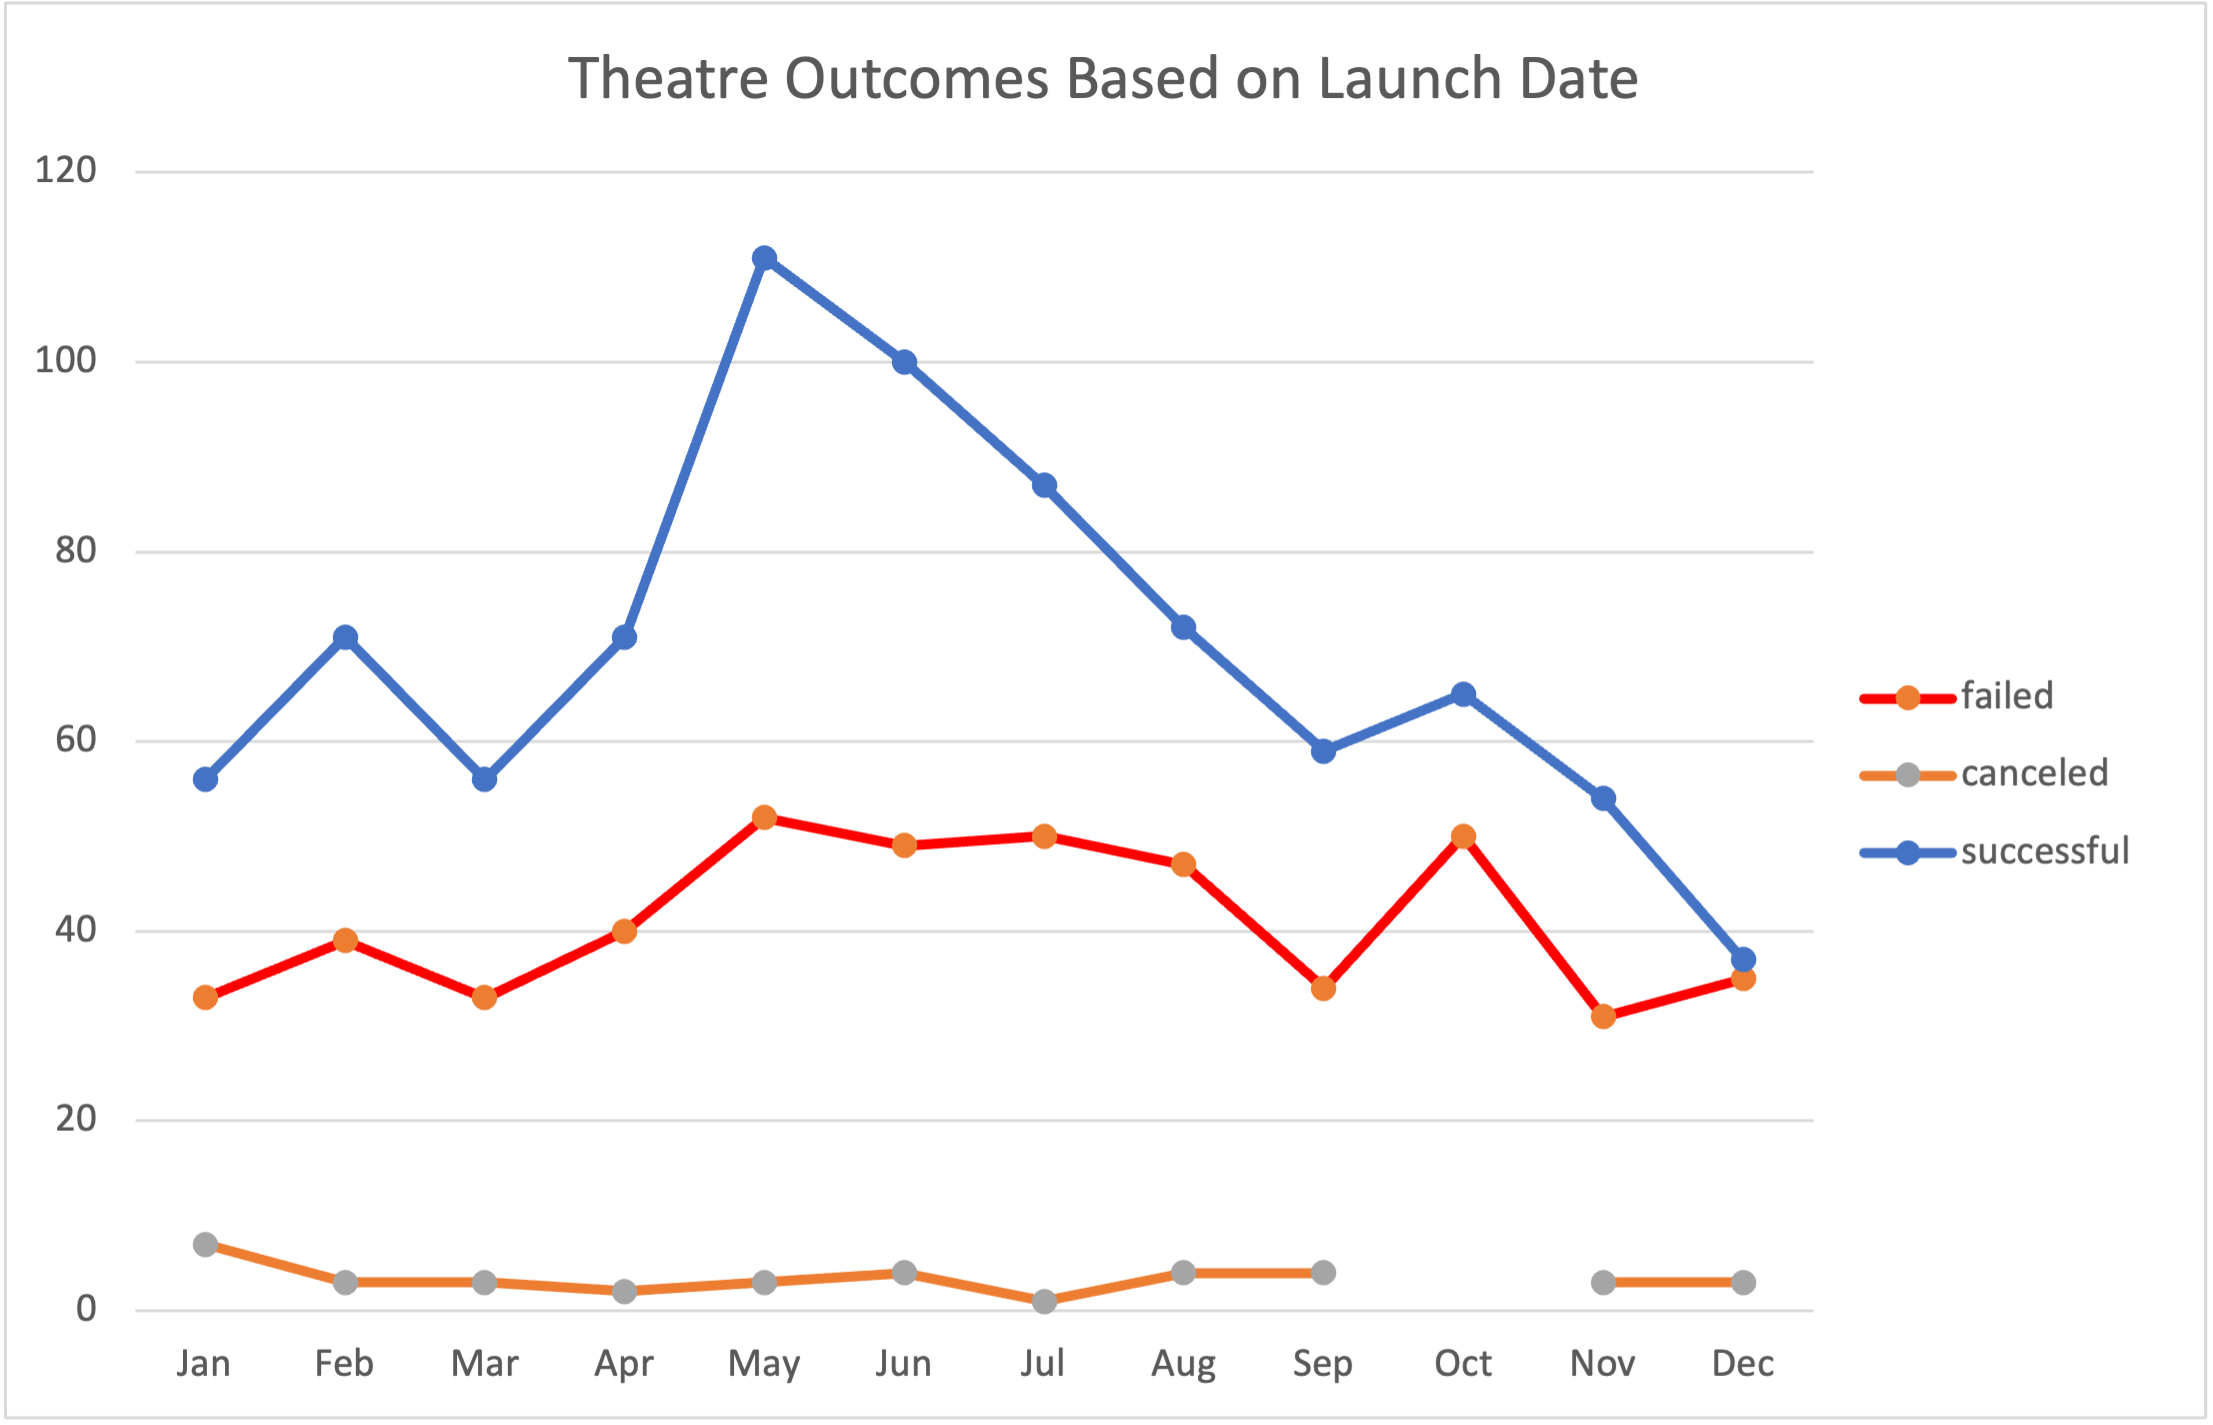 Theatre Outcomes Based on Launch Date
120
100
80
60
40
20
0
Jan Feb Mar Apr May Jun Jul Aug Sep Oct Nov Dec
failed
canceled
successful